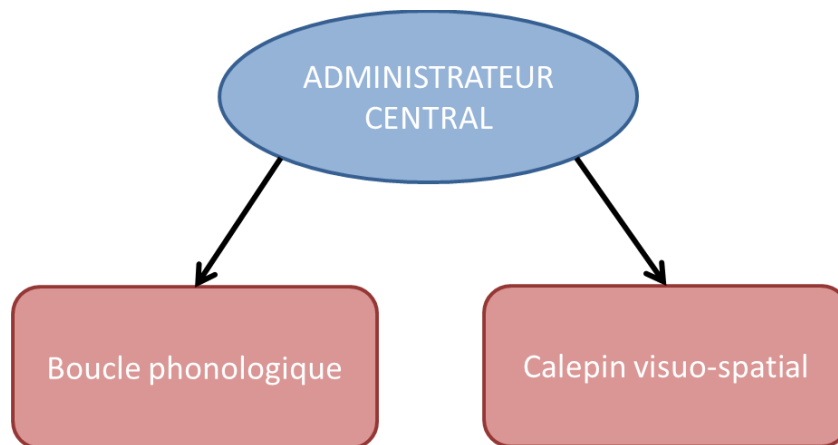 ADMINISTRATEUR
CENTRAL
Boucle phonologique
Calepin visuo-spatial